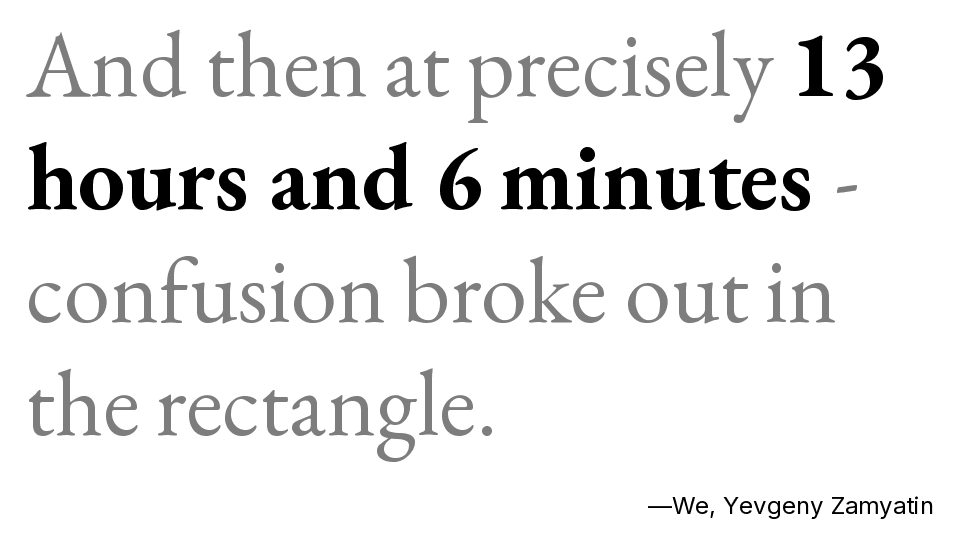 And then at precisely 13
hours and 6 minutes -
confusion broke out in
the rectangle.
—We, Yevgeny Zamyatin